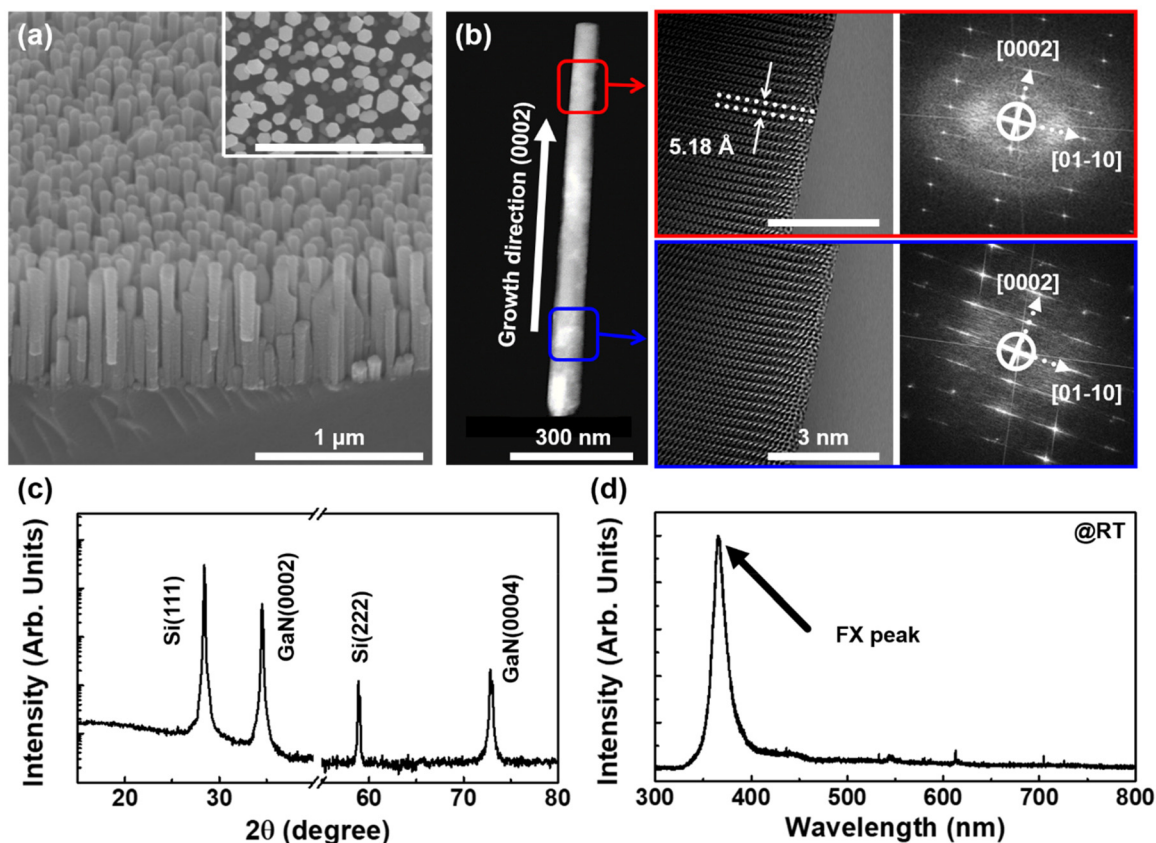 (a)
1 µm
(b)
Growth direction (0002)
300 nm
5.18 Å
[0002]
[01-10]
3 nm
[0002]
[01-10]
(c)
Intensity (Arb. Units)
Si(111)
GaN(0002)
Si(222)
GaN(0004)
20 30 60 70 80
2θ (degree)
(d)
Intensity (Arb. Units)
@RT
FX peak
300 400 500 600 700 800
Wavelength (nm)